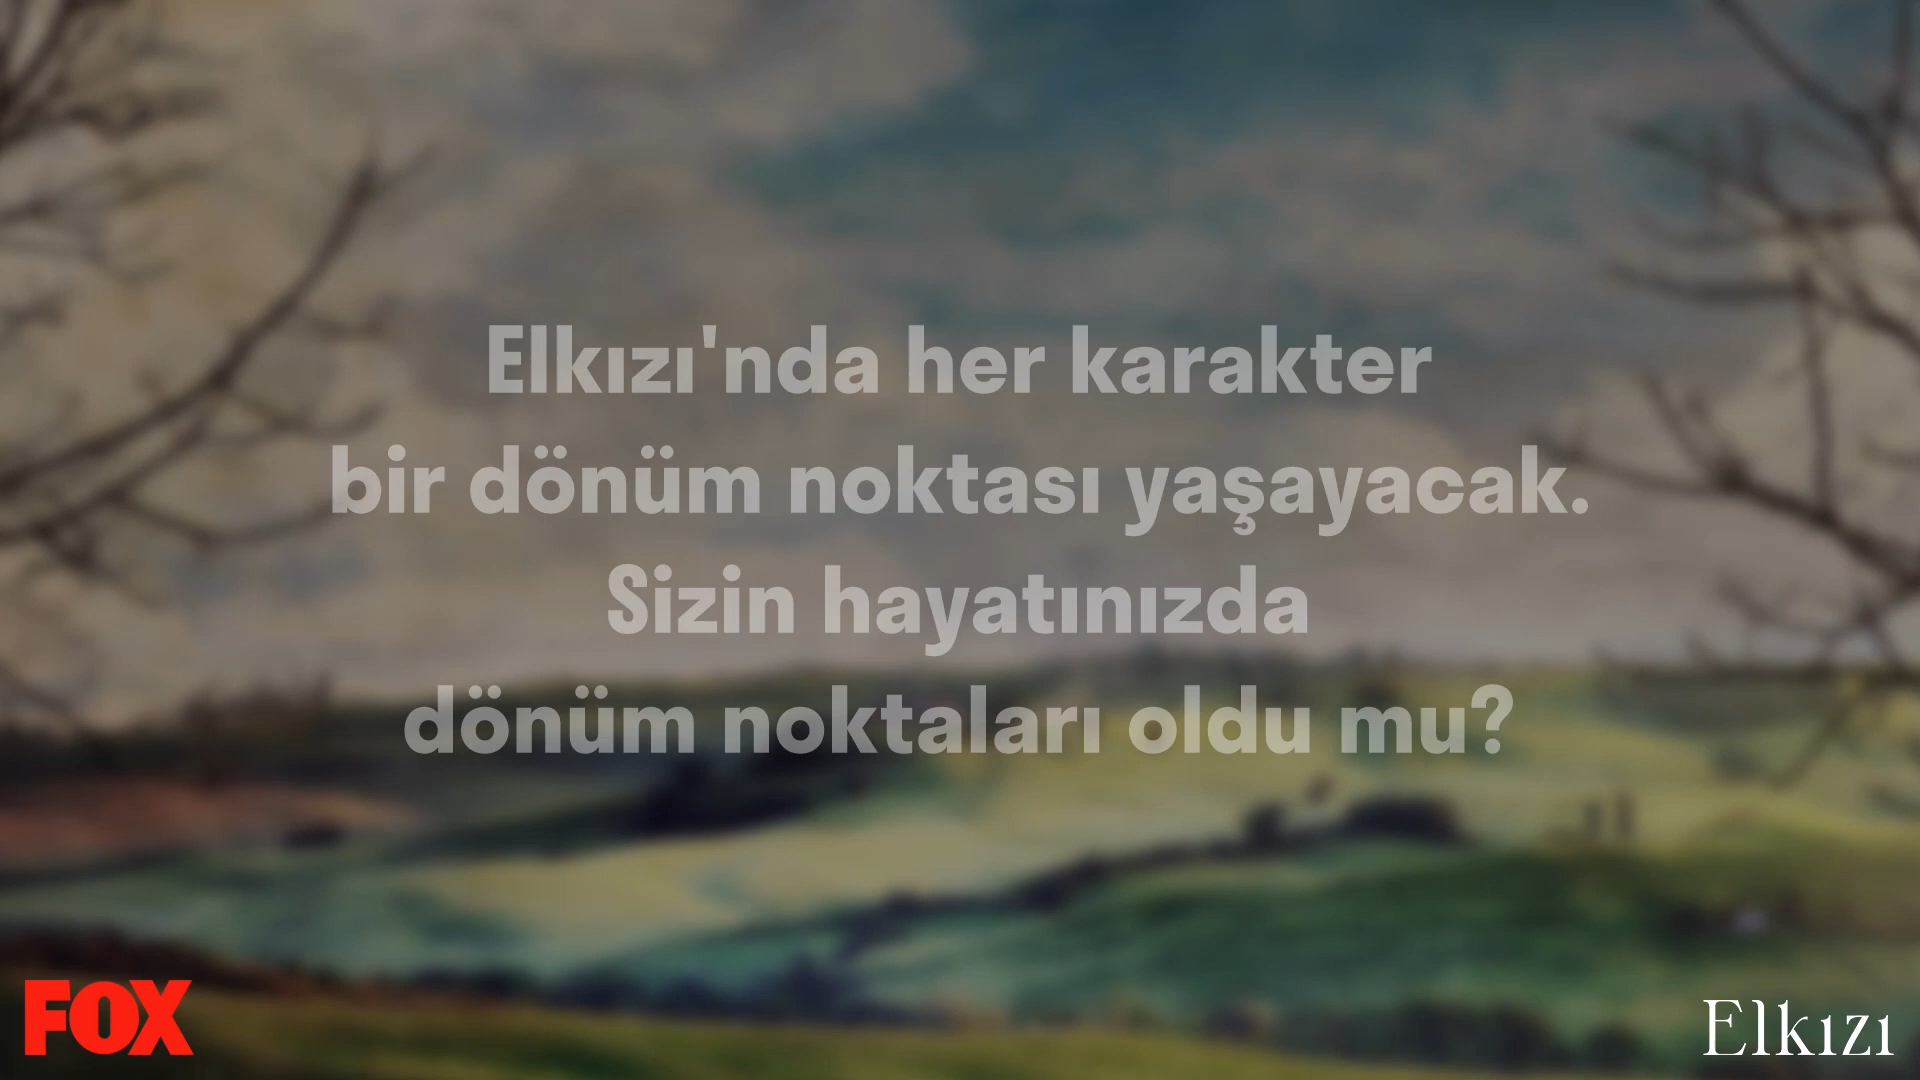 Elkızı'nda her karakter
bir dönüm noktası yaşayacak.
Sizin hayatınızda
dönüm noktaları oldu mu?
FOX
Elkızı